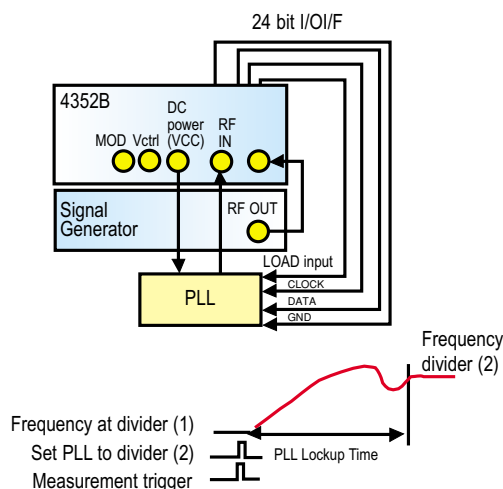 24 bit I/OI/F
4352B
DC
power
(VCC)
RF
IN
MOD Vctrl
Signal
Generator
RF OUT
LOAD input
CLOCK
DATA
GND
PLL
Frequency
divider (2)
Frequency at divider (1)
Set PLL to divider (2)
PLL Lockup Time
Measurement trigger